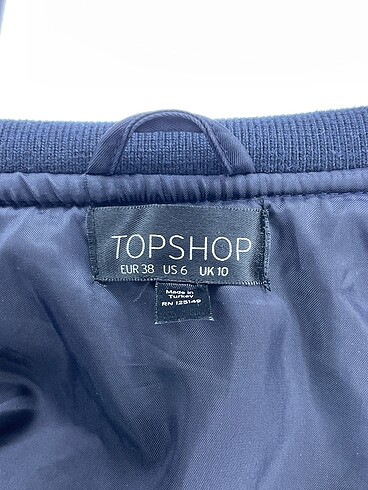 TOPSHOP
EUR 38 US 6 UK 10
Made in
Turkey
RN 125149